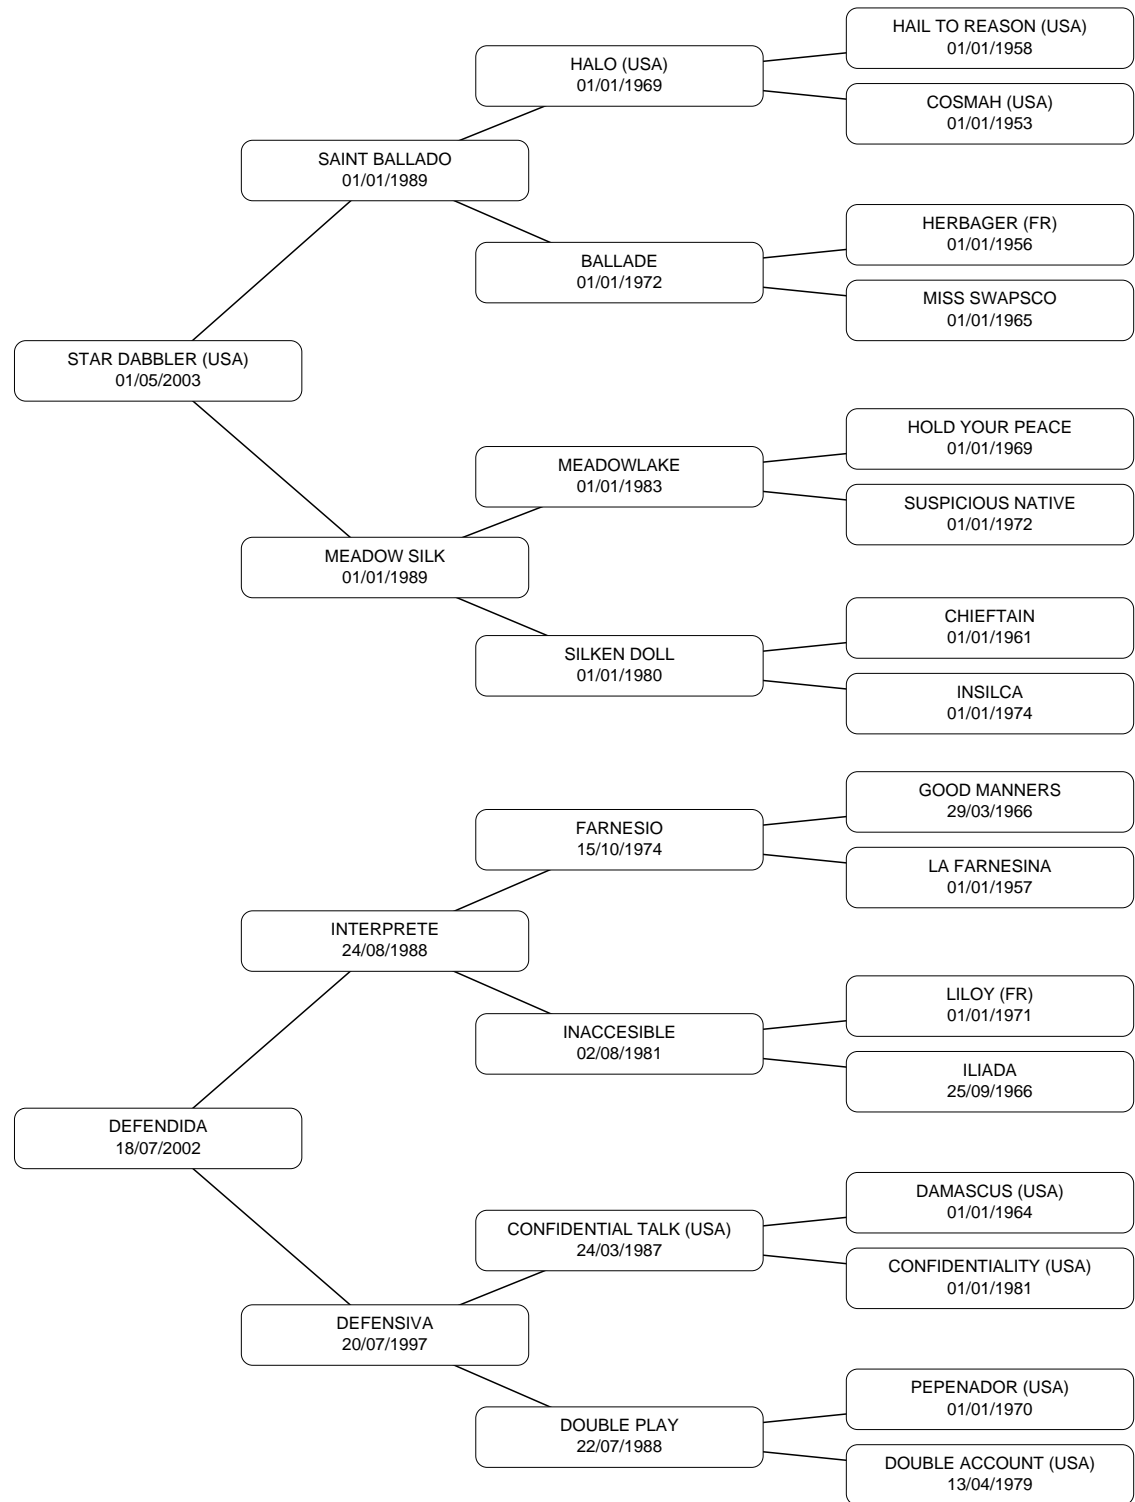 HAIL TO REASON (USA)
01/01/1958
HALO (USA)
01/01/1969
COSMAH (USA)
01/01/1953
SAINT BALLADO
01/01/1989
HERBAGER (FR)
01/01/1956
BALLADE
01/01/1972
MISS SWAPSCO
01/01/1965
STAR DABBLER (USA)
01/05/2003
HOLD YOUR PEACE
01/01/1969
MEADOWLAKE
01/01/1983
SUSPICIOUS NATIVE
01/01/1972
MEADOW SILK
01/01/1989
CHIEFTAIN
01/01/1961
SILKEN DOLL
01/01/1980
INSILCA
01/01/1974
GOOD MANNERS
29/03/1966
FARNESIO
15/10/1974
LA FARNESINA
01/01/1957
INTERPRETE
24/08/1988
LILOY (FR)
01/01/1971
INACCESIBLE
02/08/1981
ILIADA
25/09/1966
DEFENDIDA
18/07/2002
DAMASCUS (USA)
01/01/1964
CONFIDENTIAL TALK (USA)
24/03/1987
CONFIDENTIALITY (USA)
01/01/1981
DEFENSIVA
20/07/1997
PEPENADOR (USA)
01/01/1970
DOUBLE PLAY
22/07/1988
DOUBLE ACCOUNT (USA)
13/04/1979